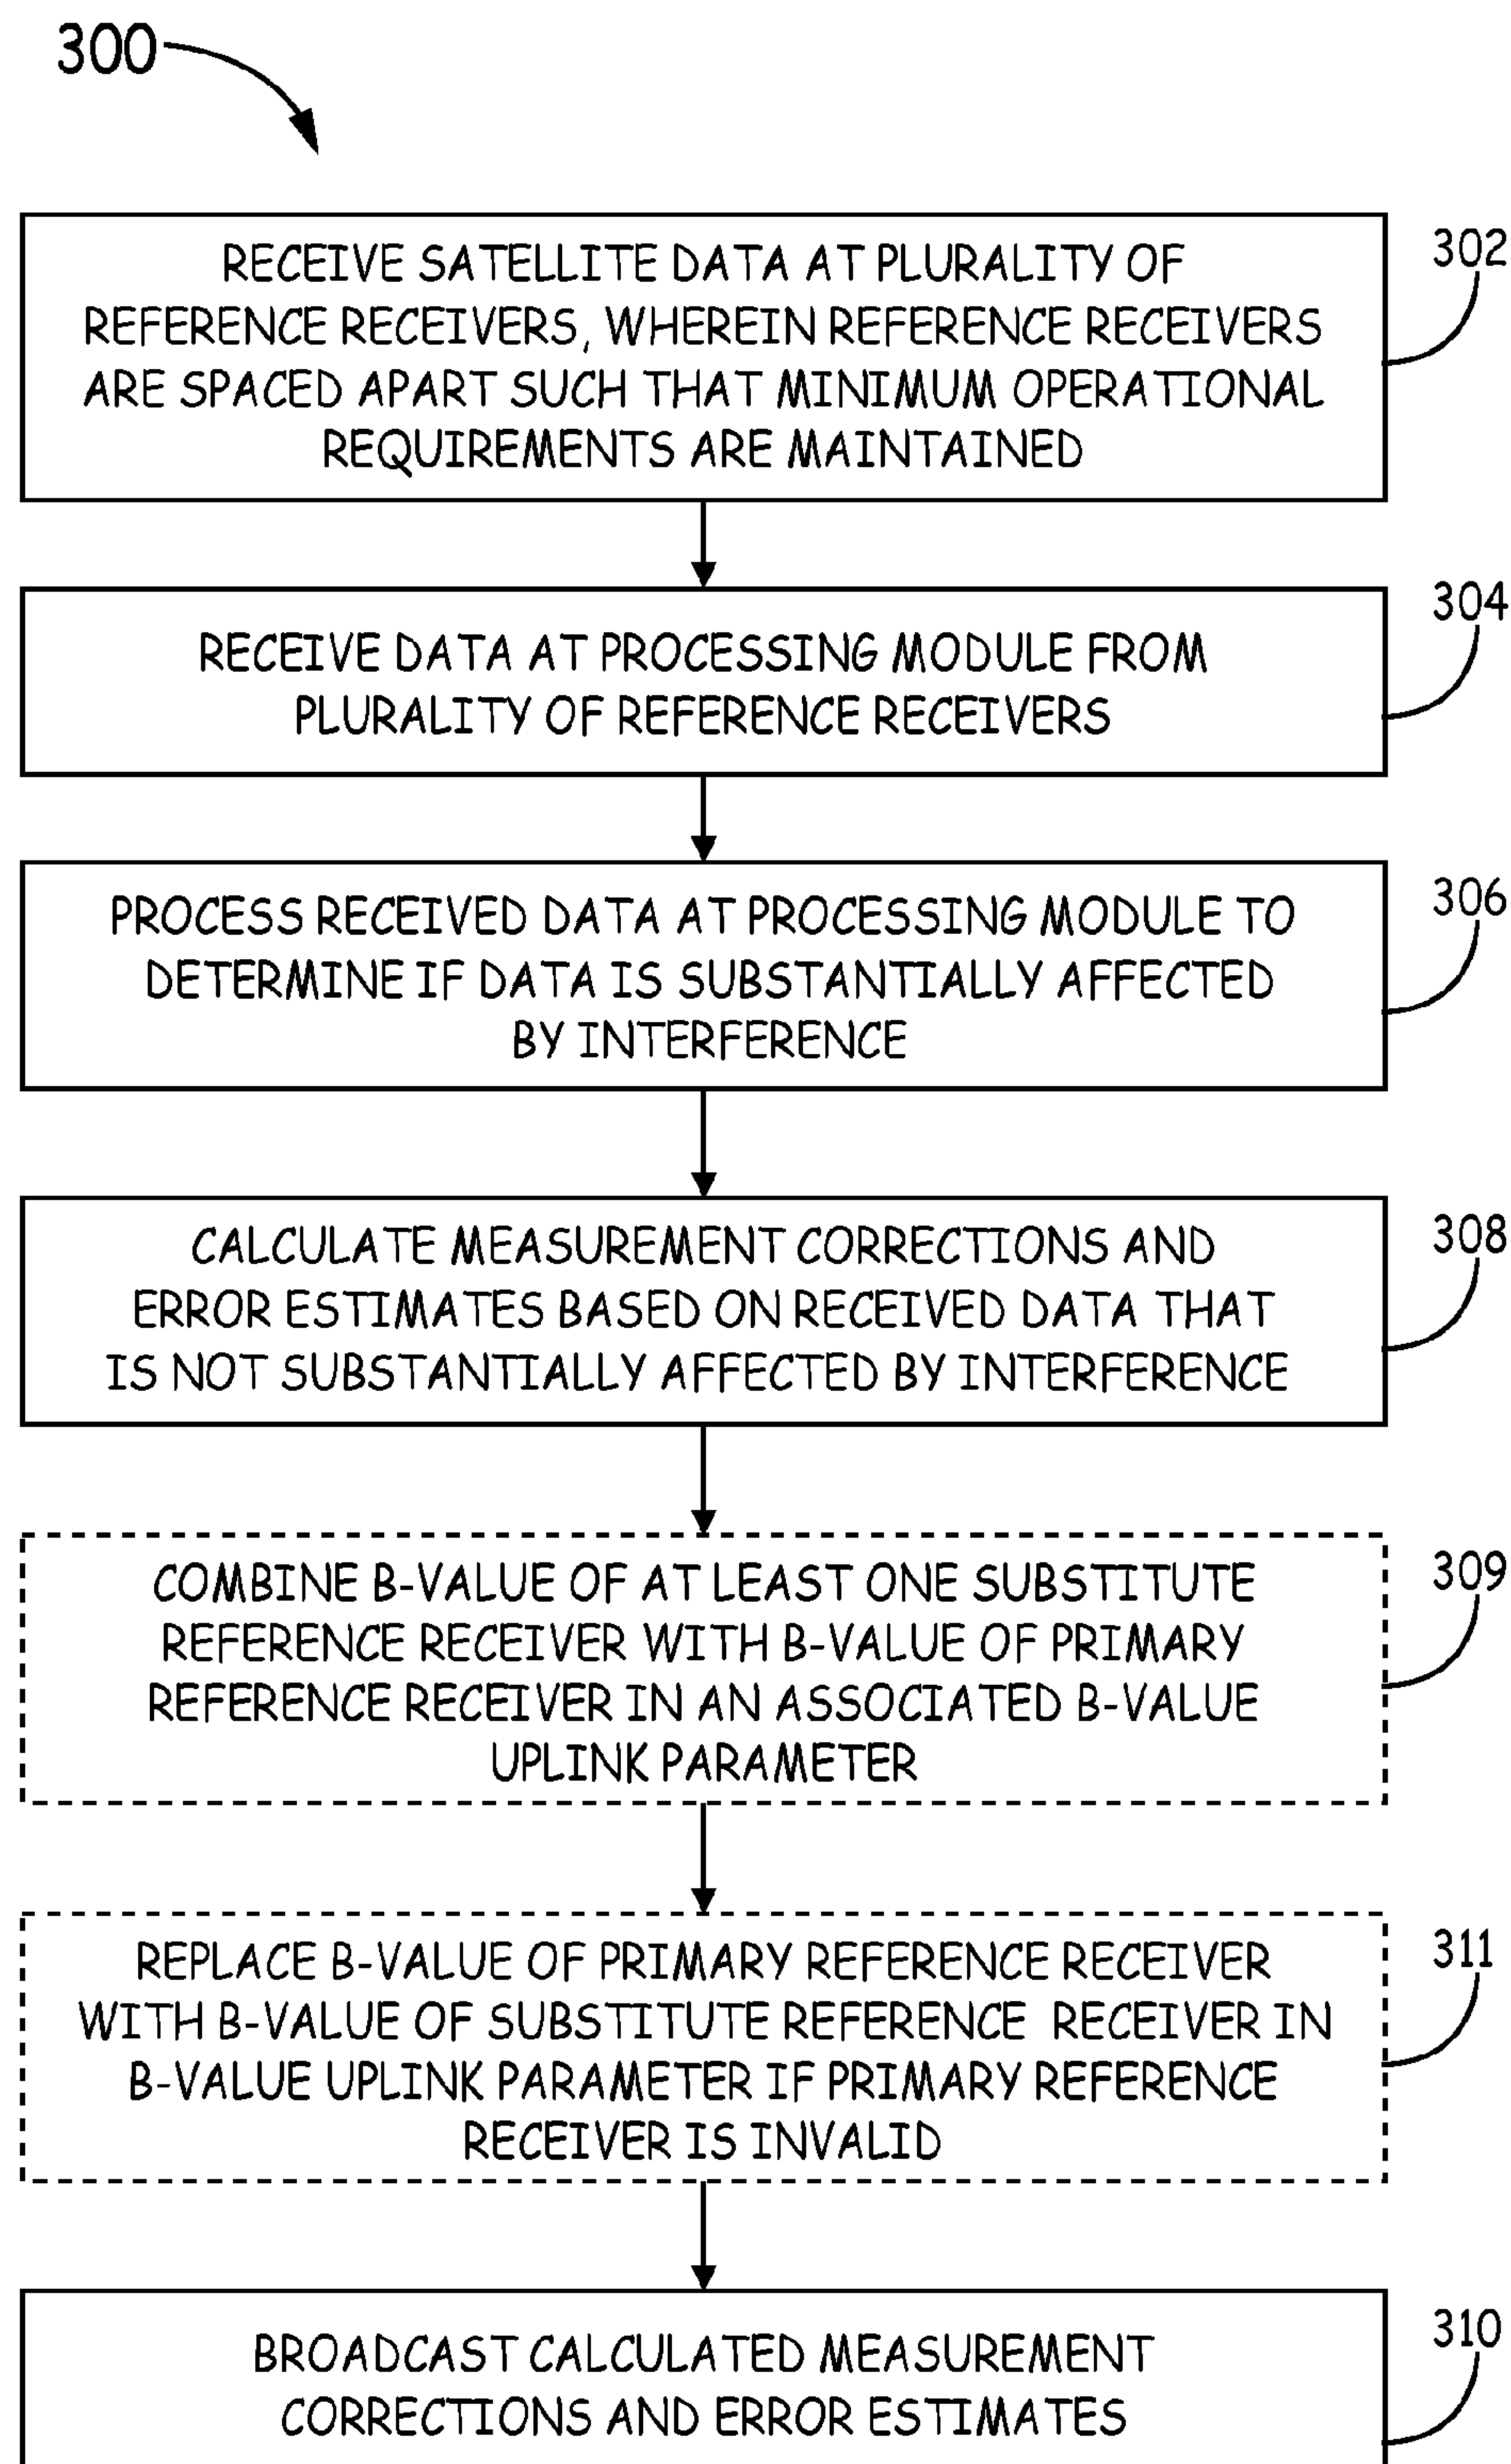 300
302
RECEIVE SATELLITE DATA AT PLURALITY OF
REFERENCE RECEIVERS, WHEREIN REFERENCE RECEIVERS
ARE SPACED APART SUCH THAT MINIMUM OPERATIONAL
REQUIREMENTS ARE MAINTAINED
304
RECEIVE DATA AT PROCESSING MODULE FROM
PLURALITY OF REFERENCE RECEIVERS
306
PROCESS RECEIVED DATA AT PROCESSING MODULE TO
DETERMINE IF DATA IS SUBSTANTIALLY AFFECTED
BY INTERFERENCE
308
CALCULATE MEASUREMENT CORRECTIONS AND
ERROR ESTIMATES BASED ON RECEIVED DATA THAT
IS NOT SUBSTANTIALLY AFFECTED BY INTERFERENCE
309
COMBINE B-VALUE OF AT LEAST ONE SUBSTITUTE
REFERENCE RECEIVER WITH B-VALUE OF PRIMARY
REFERENCE RECEIVER IN AN ASSOCIATED B-VALUE
UPLINK PARAMETER
311
REPLACE B-VALUE OF PRIMARY REFERENCE RECEIVER
WITH B-VALUE OF SUBSTITUTE REFERENCE RECEIVER IN
B-VALUE UPLINK PARAMETER IF PRIMARY REFERENCE
RECEIVER IS INVALID
310
BROADCAST CALCULATED MEASUREMENT
CORRECTIONS AND ERROR ESTIMATES